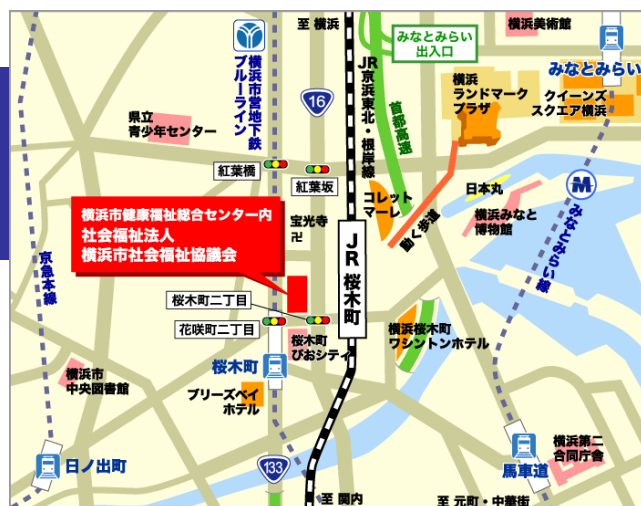 至 横浜
みなとみらい
出入口
横浜美術館
みなとみらい
横浜市営地下鉄
ブルーライン
16
JR京浜東北・根岸線
首都高速
横浜
ランドマーク
プラザ
クイーンズ
スクエア横浜
県立
青少年センター
紅葉橋
紅葉坂
コレット
マーレ
日本丸
M
みなとみらい線
横浜みなと
博物館
動く歩道
横浜市健康福祉総合センター内
社会福祉法人
横浜市社会福祉協議会
宝光寺
卍
京急本線
JR 桜木町
桜木町二丁目
花咲町二丁目
桜木町
ぴおシティ
横浜桜木町
ワシントンホテル
桜木町
横浜市
中央図書館
ブリーズベイ
ホテル
日ノ出町
133
馬車道
横浜第二
合同庁舎
至 関内
至 元町・中華街